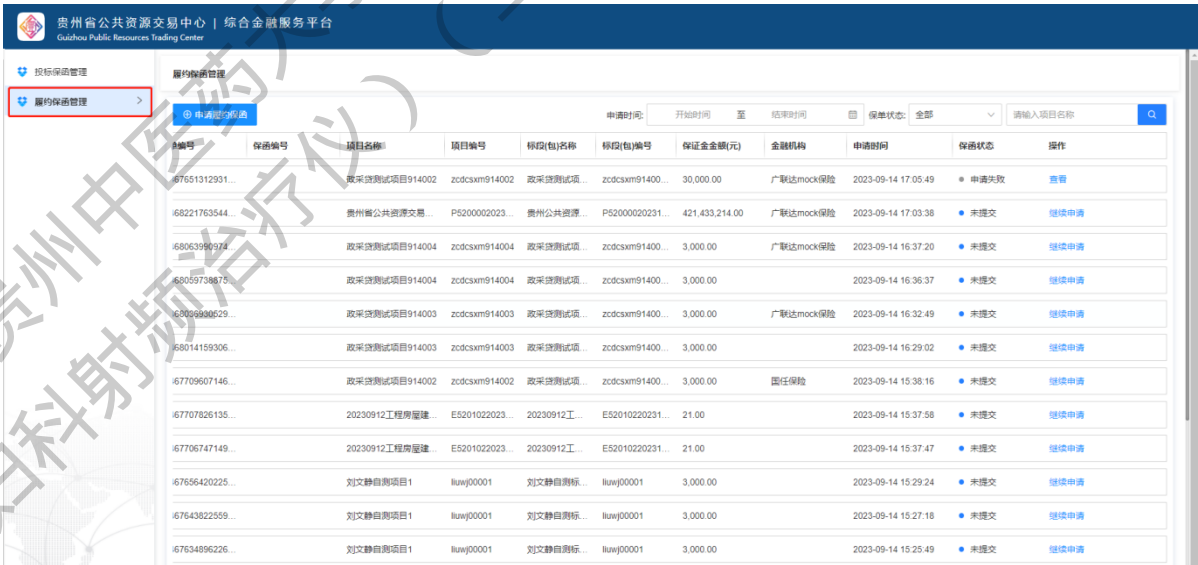 贵州省公共资源交易中心 | 综合金融服务平台
Guizhou Public Resources Trading Center
投标保函管理
履约保函管理
履约保函管理
申请履约保函 申请时间: 开始时间 至 结束时间 保单状态: 全部 请输入项目名称
编号 保函编号 项目名称 项目编号 标段(包)名称 标段(包)编号 保证金金额(元) 金融机构 申请时间 保函状态 操作
67651312931... 政采贷测试项目914002 zcdcsxm914002 政采贷测试项... zcdcsxm91400... 30,000.00 广联达mock保险 2023-09-14 17:05:49 申请失败 查看
68221763544... 贵州省公共资源交易... P5200002023... 贵州公共资源... P52000020231... 421,433,214.00 广联达mock保险 2023-09-14 17:03:38 未提交 继续申请
68063990974... 政采贷测试项目914004 zcdcsxm914004 政采贷测试项... zcdcsxm91400... 3,000.00 广联达mock保险 2023-09-14 16:37:20 未提交 继续申请
68059738875... 政采贷测试项目914004 zcdcsxm914004 政采贷测试项... zcdcsxm91400... 3,000.00 2023-09-14 16:36:37 未提交 继续申请
68036930529... 政采贷测试项目914003 zcdcsxm914003 政采贷测试项... zcdcsxm91400... 3,000.00 广联达mock保险 2023-09-14 16:32:49 未提交 继续申请
68014159306... 政采贷测试项目914003 zcdcsxm914003 政采贷测试项... zcdcsxm91400... 3,000.00 2023-09-14 16:29:02 未提交 继续申请
67709607146... 政采贷测试项目914002 zcdcsxm914002 政采贷测试项... zcdcsxm91400... 3,000.00 国任保险 2023-09-14 15:38:16 未提交 继续申请
67707826135... 20230912工程房屋建... E5201022023... 20230912工... E52010220231... 21.00 2023-09-14 15:37:58 未提交 继续申请
67706747149... 20230912工程房屋建... E5201022023... 20230912工... E52010220231... 21.00 2023-09-14 15:37:47 未提交 继续申请
67656420225... 刘文静自测项目1 liuwj00001 刘文静自测标... liuwj00001 3,000.00 2023-09-14 15:29:24 未提交 继续申请
67643822559... 刘文静自测项目1 liuwj00001 刘文静自测标... liuwj00001 3,000.00 2023-09-14 15:27:18 未提交 继续申请
67634896226... 刘文静自测项目1 liuwj00001 刘文静自测标... liuwj00001 3,000.00 2023-09-14 15:25:49 未提交 继续申请
贵州中医药大
妇科射频治疗仪）